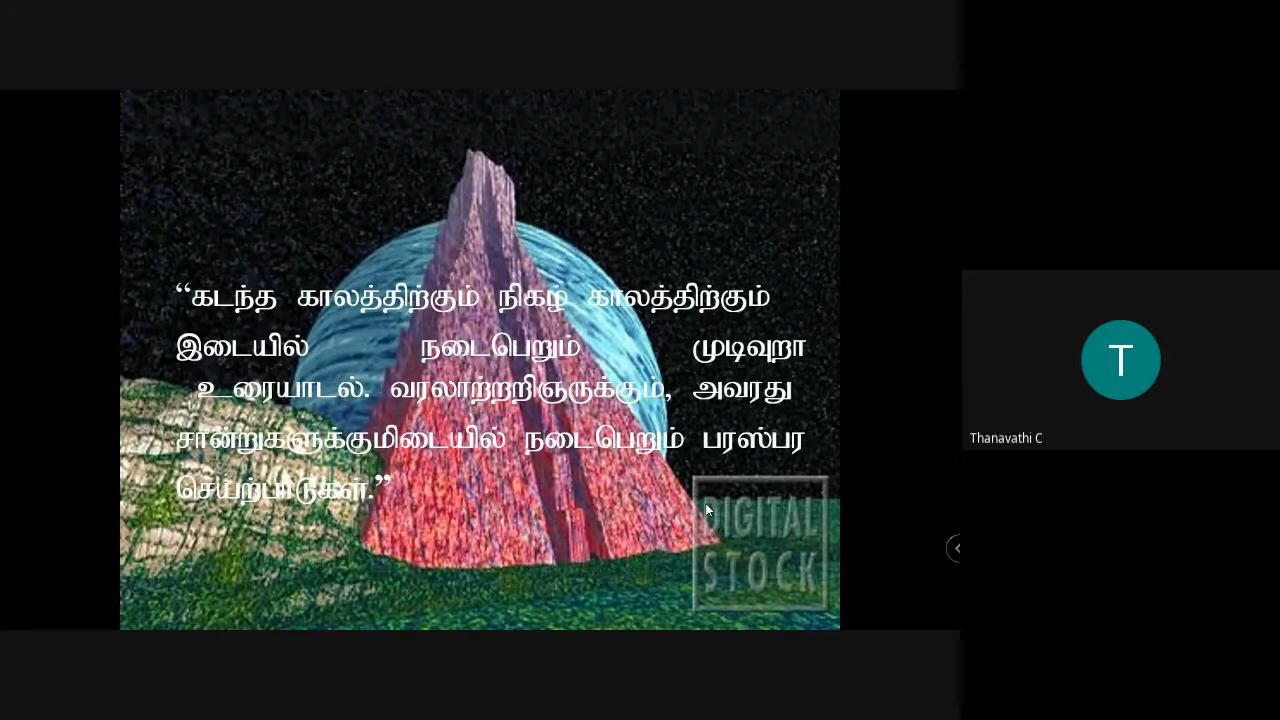 “கடந்த காலத்திற்கும் நிகழ் காலத்திற்கும்
இடையில் நடைபெறும் முடிவுறா
உரையாடல். வரலாற்றறிஞருக்கும், அவரது
சான்றுகளுக்குமிடையில் நடைபெறும் பரஸ்பர
செயற்பாடுகள்.”
DIGITAL
STOCK
T
Thanavathi C